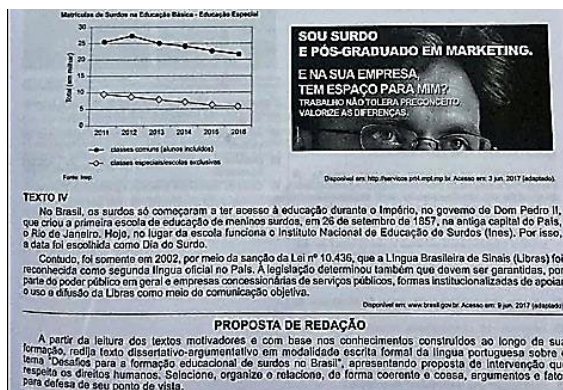 Matrículas de Surdos na Educação Básica - Educação Especial
Total (em milhar)
30
25
20
15
10
5
0
2011 2012 2013 2014 2015 2016
classes comuns (alunos incluídos)
classes especiais/escolas exclusivas
Fonte: Inep.
SOU SURDO
E PÓS-GRADUADO EM MARKETING.
E NA SUA EMPRESA,
TEM ESPAÇO PARA MIM?
TRABALHO NÃO TOLERA PRECONCEITO.
VALORIZE AS DIFERENÇAS.
Disponível em: http://servicos.prt4.mpt.mp.br. Acesso em: 3 jun. 2017 (adaptado).
TEXTO IV
No Brasil, os surdos só começaram a ter acesso à educação durante o Império, no governo de Dom Pedro II,
que criou a primeira escola de educação de meninos surdos, em 26 de setembro de 1857, na antiga capital do País,
o Rio de Janeiro. Hoje, no lugar da escola funciona o Instituto Nacional de Educação de Surdos (Ines). Por isso,
a data foi escolhida como Dia do Surdo.
Contudo, foi somente em 2002, por meio da sanção da Lei nº 10.436, que a Língua Brasileira de Sinais (Libras) foi
reconhecida como segunda língua oficial no País. A legislação determinou também que devem ser garantidas, por
parte do poder público em geral e empresas concessionárias de serviços públicos, formas institucionalizadas de apoiar
o uso e difusão da Libras como meio de comunicação objetiva.
Disponível em: www.brasil.gov.br. Acesso em: 9 jun. 2017 (adaptado)
PROPOSTA DE REDAÇÃO
A partir da leitura dos textos motivadores e com base nos conhecimentos construídos ao longo de sua
formação, redija texto dissertativo-argumentativo em modalidade escrita formal da língua portuguesa sobre o
tema "Desafios para a formação educacional de surdos no Brasil", apresentando proposta de intervenção que
respeite os direitos humanos. Selecione, organize e relacione, de forma coerente e coesa, argumentos e fatos
para defesa de seu ponto de vista.